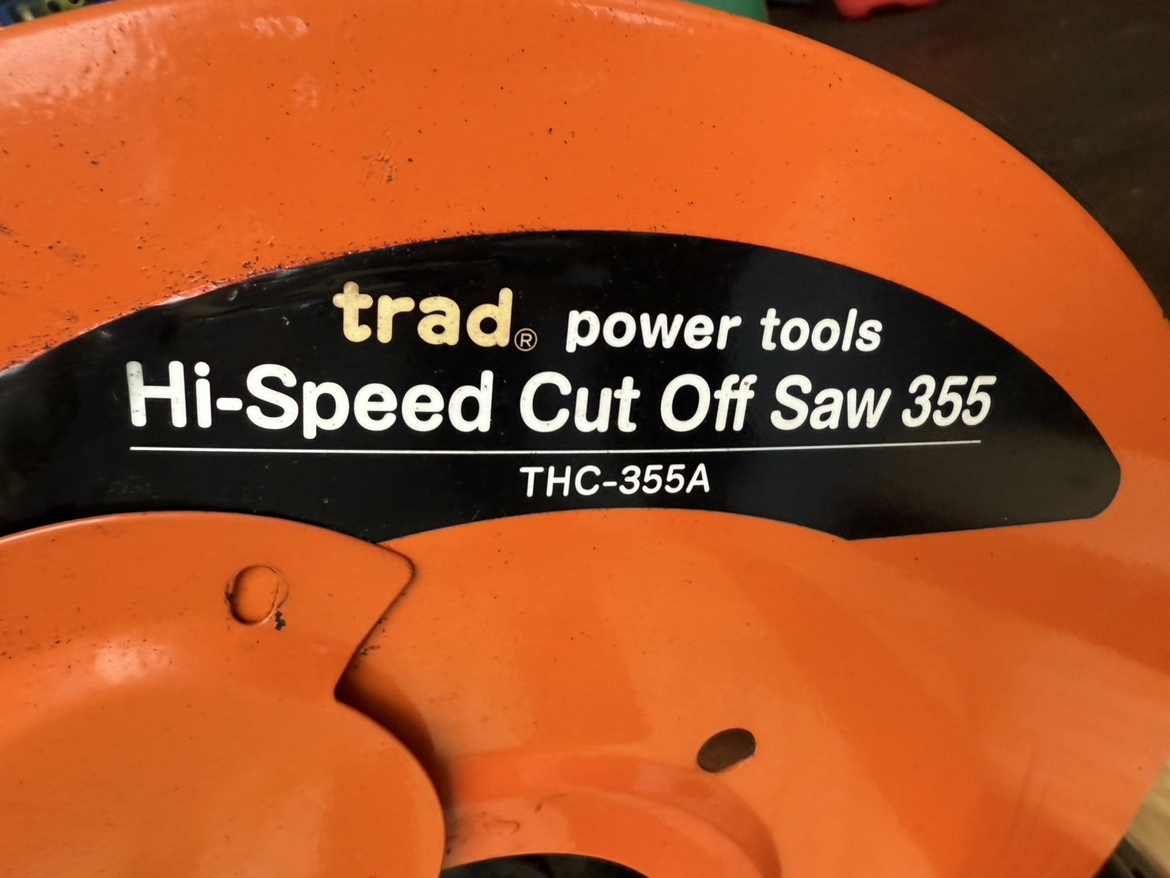 trad® power tools
Hi-Speed Cut Off Saw 355
THC-355A